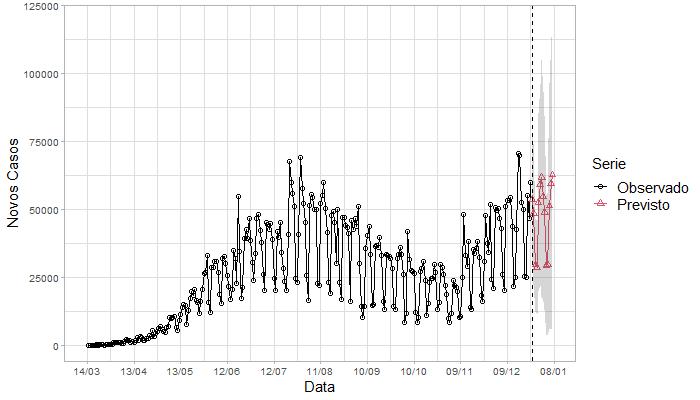 125000
100000
75000
50000
25000
0
Novos Casos
14/03 13/04 13/05 12/06 12/07 11/08 10/09 10/10 09/11 09/12 08/01
Data
Serie
Observado
Previsto